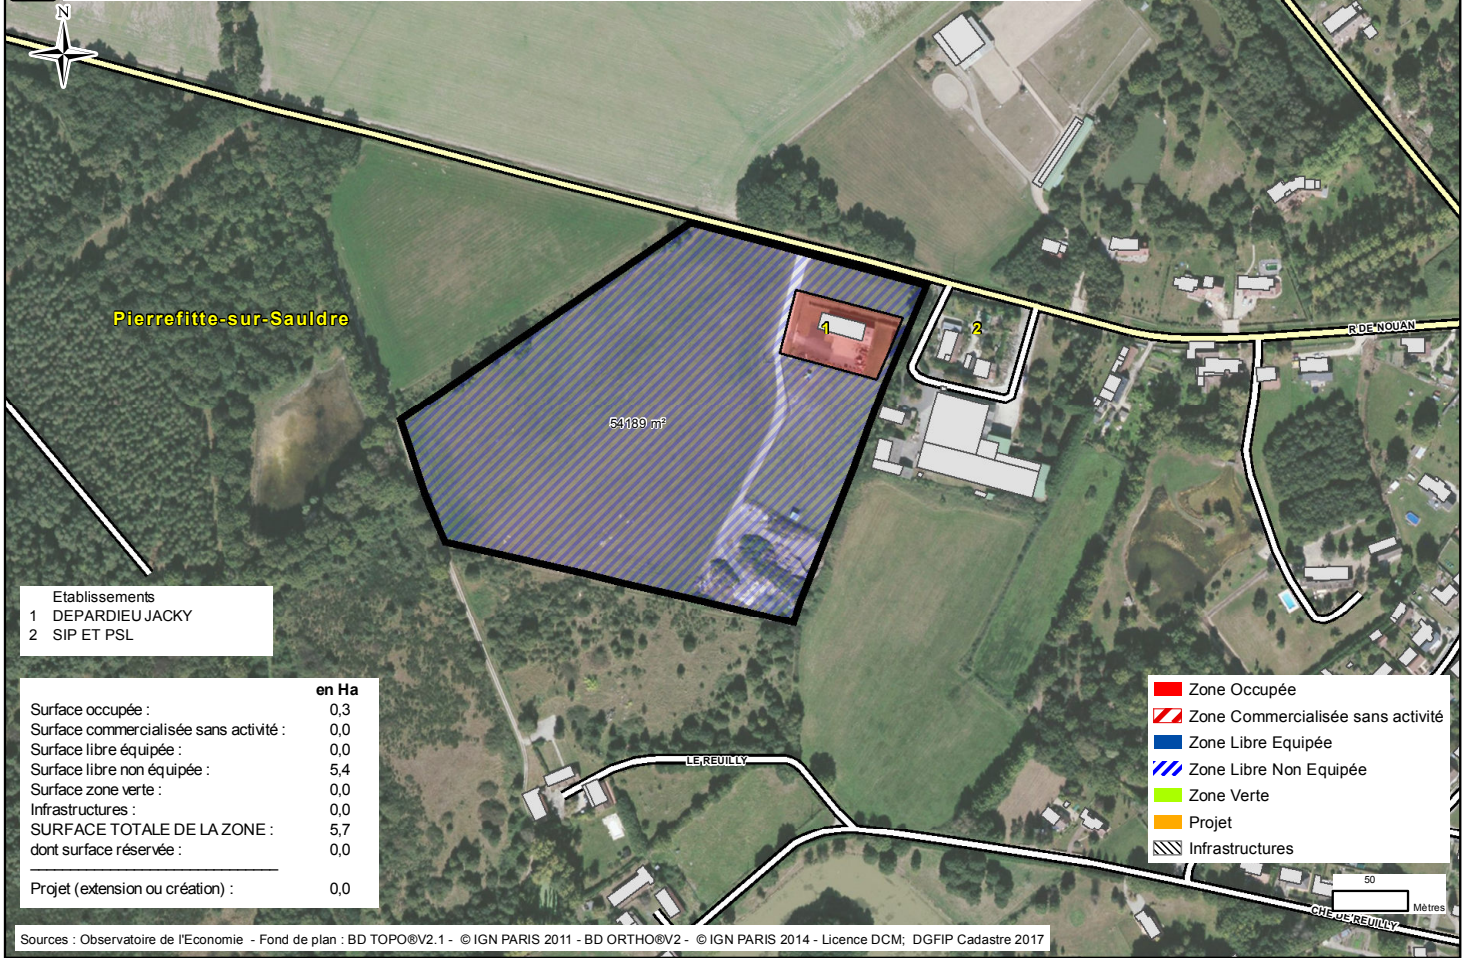 N
Pierrefitte-sur-Sauldre
1
2
R DE NOUAN
54189 m²
LE REUILLY
CHE DE REUILLY
Etablissements
1 DEPARDIEU JACKY
2 SIP ET PSL
en Ha
Surface occupée : 0,3
Surface commercialisée sans activité : 0,0
Surface libre équipée : 0,0
Surface libre non équipée : 5,4
Surface zone verte : 0,0
Infrastructures : 0,0
SURFACE TOTALE DE LA ZONE : 5,7
dont surface réservée : 0,0
Projet (extension ou création) : 0,0
Zone Occupée
Zone Commercialisée sans activité
Zone Libre Equipée
Zone Libre Non Equipée
Zone Verte
Projet
Infrastructures
50
Mètres
Sources : Observatoire de l'Economie - Fond de plan : BD TOPO®V2.1 - © IGN PARIS 2011 - BD ORTHO®V2 - © IGN PARIS 2014 - Licence DCM; DGFIP Cadastre 2017